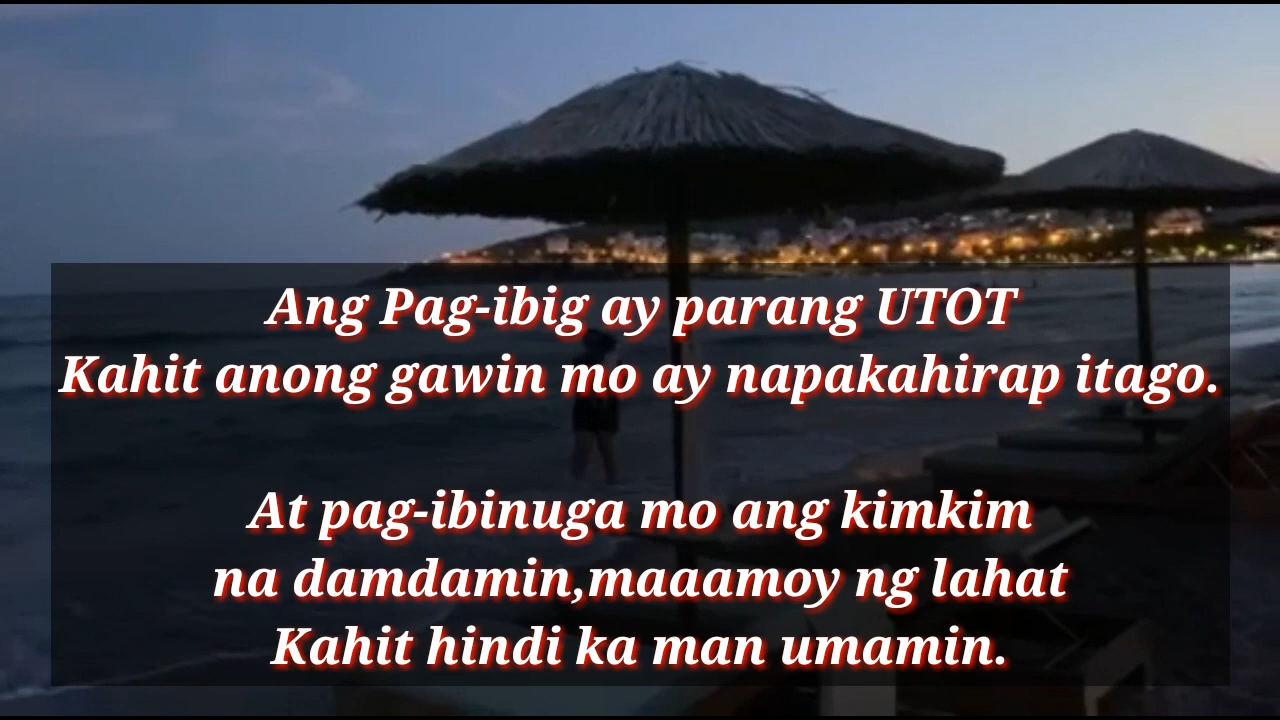 Ang Pag-ibig ay parang UTOT
Kahit anong gawin mo ay napakahirap itago.
At pag-ibinuga mo ang kimkim
na damdamin,maaamoy ng lahat
Kahit hindi ka man umamin.